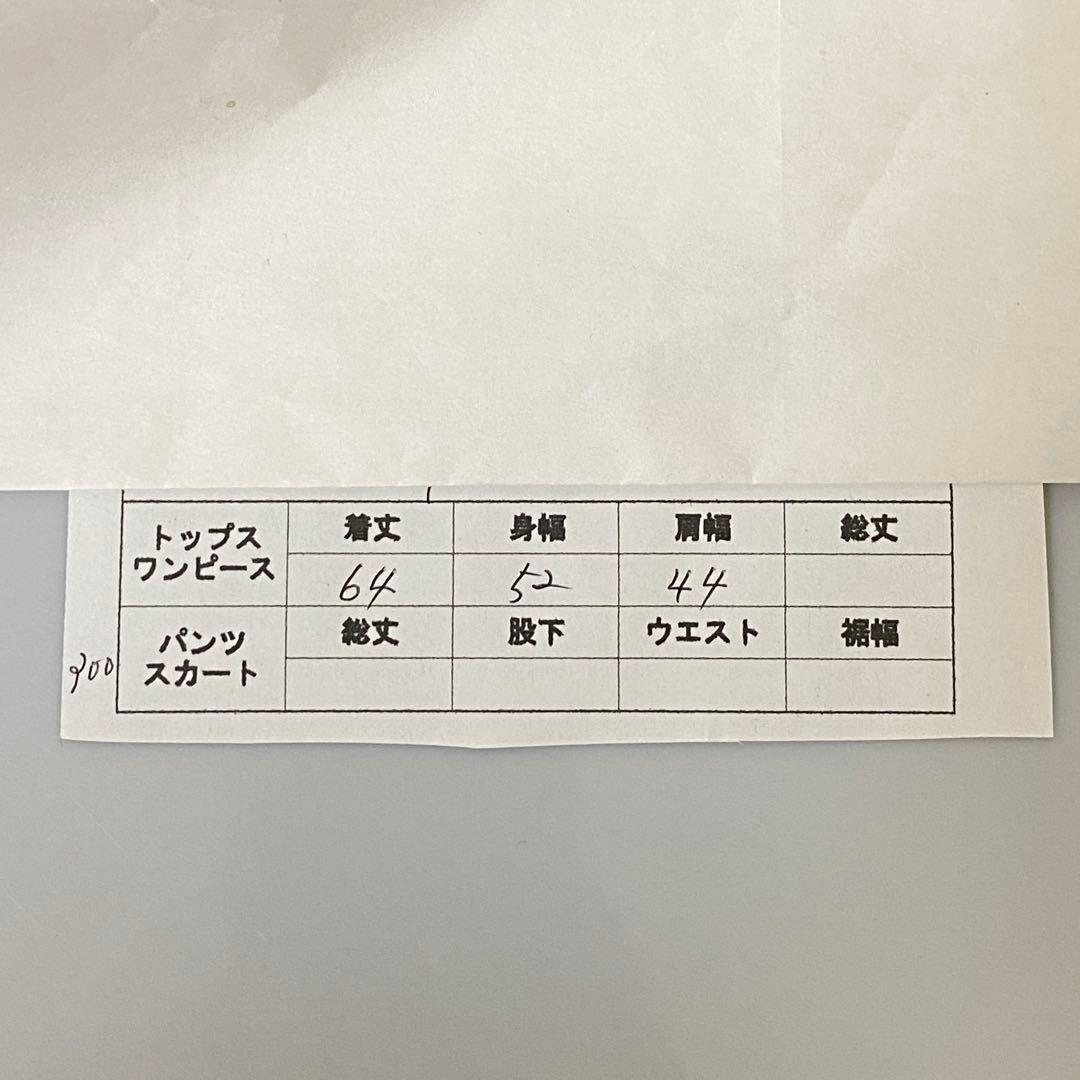 トップス
ワンピース
着丈 身幅 肩幅 総丈
64 52 44
パンツ
スカート
総丈 股下 ウエスト 裾幅